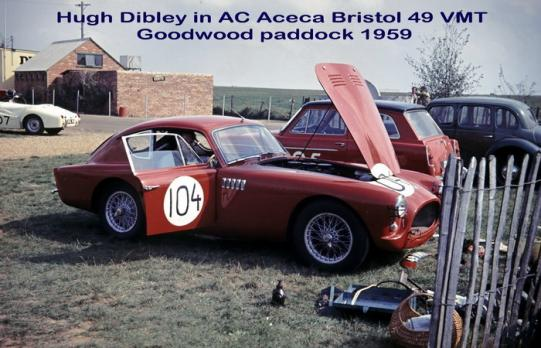 Hugh Dibley in AC Aceca Bristol 49 VMT
Goodwood paddock 1959
104